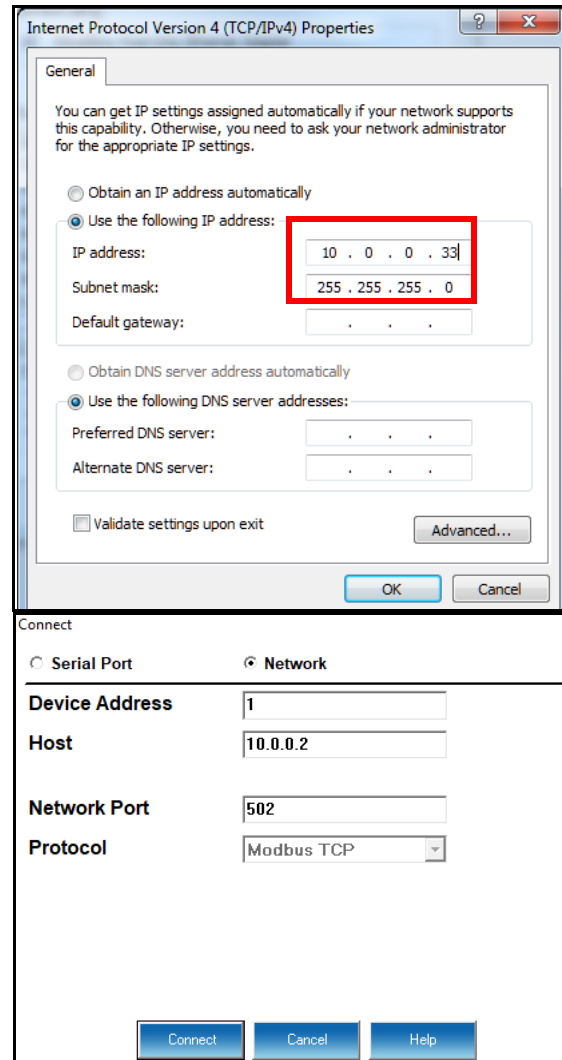 Internet Protocol Version 4 (TCP/IPv4) Properties
General
You can get IP settings assigned automatically if your network supports
this capability. Otherwise, you need to ask your network administrator
for the appropriate IP settings.
Obtain an IP address automatically
Use the following IP address:
IP address: 10 . 0 . 0 . 33
Subnet mask: 255 . 255 . 255 . 0
Default gateway: . . .
Obtain DNS server address automatically
Use the following DNS server addresses:
Preferred DNS server: . . .
Alternate DNS server: . . .
Validate settings upon exit
Advanced...
OK Cancel
Connect
Serial Port Network
Device Address 1
Host 10.0.0.2
Network Port 502
Protocol Modbus TCP
Connect Cancel Help